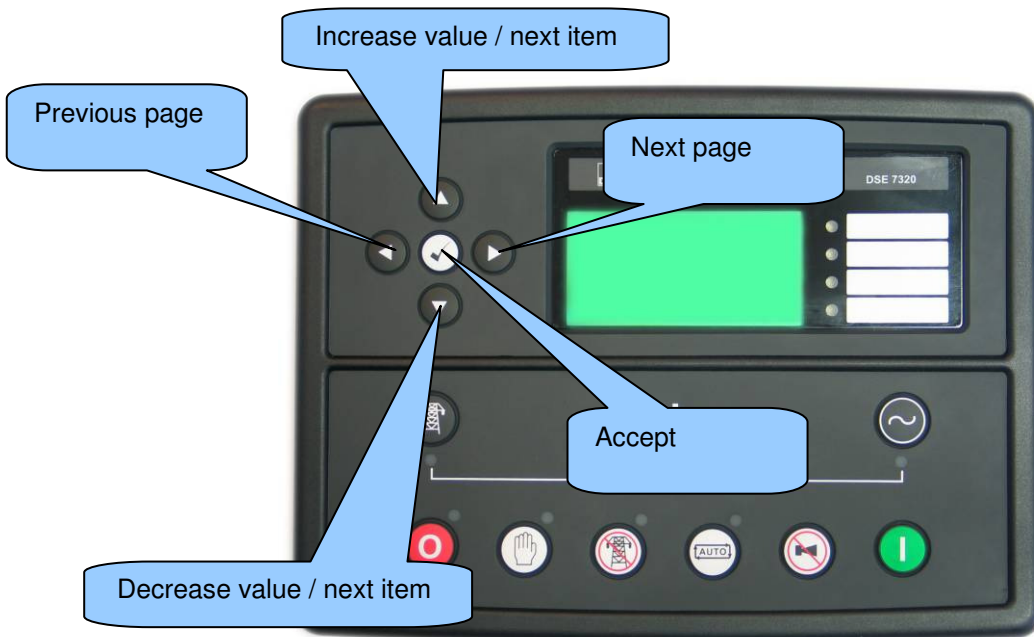 Increase value / next item
Previous page
Next page
DSE 7320
Accept
AUTO
Decrease value / next item